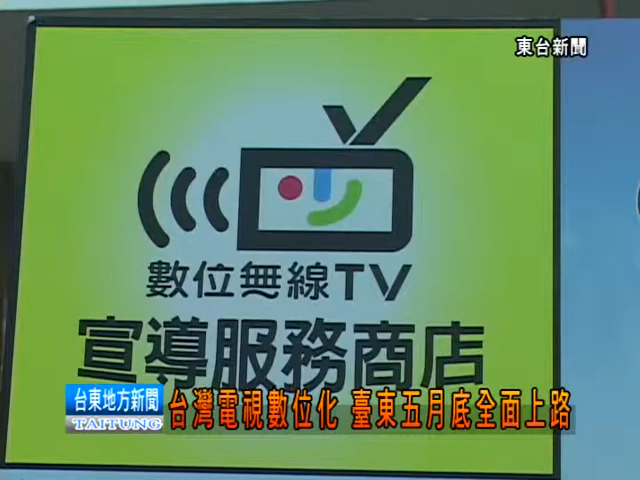 東台新聞
數位無線TV
宣導服務商店
台東地方新聞
TAITUNG
台灣電視數位化 臺東五月底全面上路